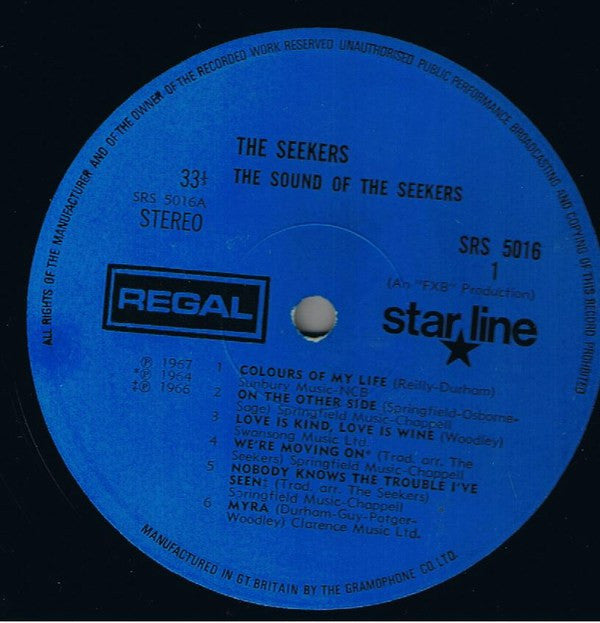 ALL RIGHTS OF THE MANUFACTURER AND OF THE OWNER OF THE RECORDED WORK RESERVED UNAUTHORISED PUBLIC PERFORMANCE BROADCASTING AND COPYING OF THIS RECORD PROHIBITED
THE SEEKERS
33⅓ THE SOUND OF THE SEEKERS
SRS 5016A
STEREO
SRS 5016
1
(An "FXB" Production)
REGAL
starline
℗ 1967
*℗ 1964
‡℗ 1966
1 COLOURS OF MY LIFE (Reilly-Durham)
Sunbury Music-NCB
2 ON THE OTHER SIDE (Springfield-Osborne-
Sage) Springfield Music-Chappell
3 LOVE IS KIND, LOVE IS WINE (Woodley)
Swansong Music Ltd.
4 WE'RE MOVING ON* (Trad. arr. The
Seekers) Springfield Music-Chappell
5 NOBODY KNOWS THE TROUBLE I'VE
SEEN‡ (Trad. arr. The Seekers)
Springfield Music-Chappell
6 MYRA (Durham-Guy-Potger-
Woodley) Clarence Music Ltd.
MANUFACTURED IN GT. BRITAIN BY THE GRAMOPHONE CO. LTD.